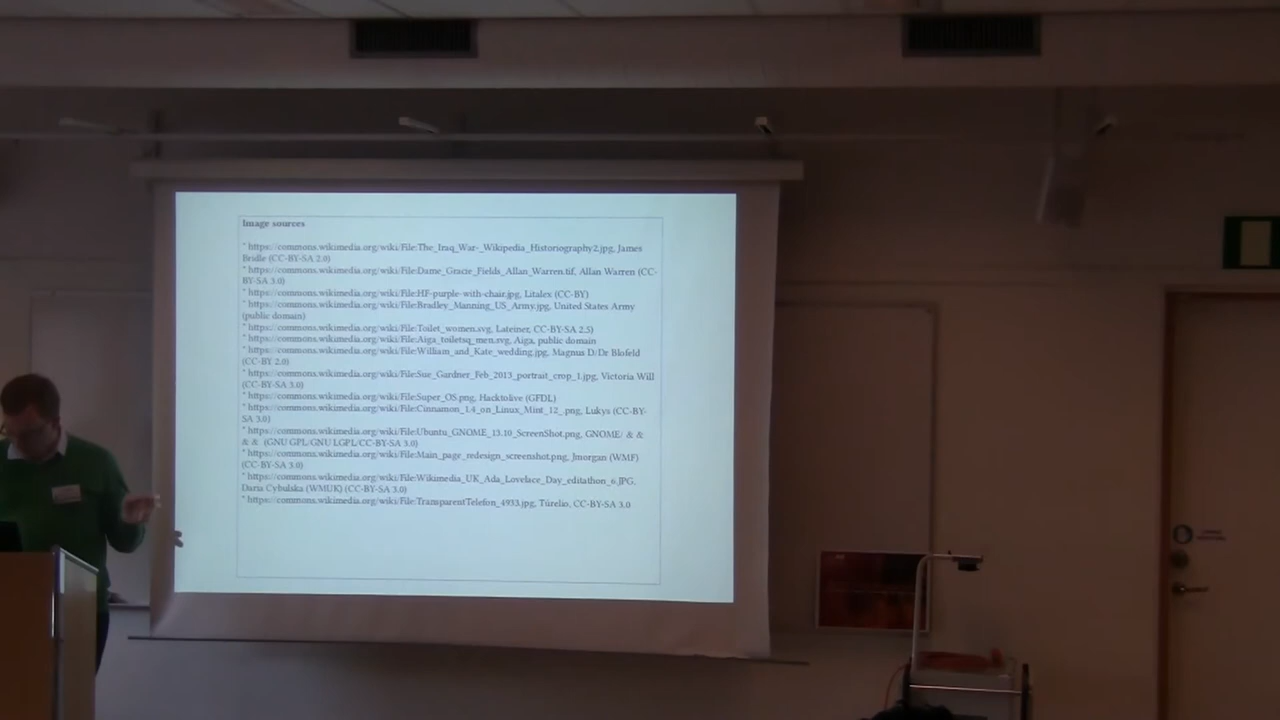 Image sources
* https://commons.wikimedia.org/wiki/File:The_Iraq_War-_Wikipedia_Historiography2.jpg, James
Bridle (CC-BY-SA 2.0)
* https://commons.wikimedia.org/wiki/File:Dame_Gracie_Fields_Allan_Warren.tif, Allan Warren (CC-
BY-SA 3.0)
* https://commons.wikimedia.org/wiki/File:HF-purple-with-chair.jpg, Litalex (CC-BY)
* https://commons.wikimedia.org/wiki/File:Bradley_Manning_US_Army.jpg, United States Army
(public domain)
* https://commons.wikimedia.org/wiki/File:Toilet_women.svg, Lateiner, CC-BY-SA 2.5)
* https://commons.wikimedia.org/wiki/File:Aiga_toiletsq_men.svg, Aiga, public domain
* https://commons.wikimedia.org/wiki/File:William_and_Kate_wedding.jpg, Magnus D/Dr Blofeld
(CC-BY 2.0)
* https://commons.wikimedia.org/wiki/File:Sue_Gardner_Feb_2013_portrait_crop_1.jpg, Victoria Will
(CC-BY-SA 3.0)
* https://commons.wikimedia.org/wiki/File:Super_OS.png, Hacktolive (GFDL)
* https://commons.wikimedia.org/wiki/File:Cinnamon_1.4_on_Linux_Mint_12_.png, Lukys (CC-BY-
SA 3.0)
* https://commons.wikimedia.org/wiki/File:Ubuntu_GNOME_13.10_ScreenShot.png, GNOME/ & &
& & (GNU GPL/GNU LGPL/CC-BY-SA 3.0)
* https://commons.wikimedia.org/wiki/File:Main_page_redesign_screenshot.png, Jmorgan (WMF)
(CC-BY-SA 3.0)
* https://commons.wikimedia.org/wiki/File:Wikimedia_UK_Ada_Lovelace_Day_editathon_6.JPG,
Daria Cybulska (WMUK) (CC-BY-SA 3.0)
* https://commons.wikimedia.org/wiki/File:TransparentTelefon_4933.jpg, Túrelio, CC-BY-SA 3.0